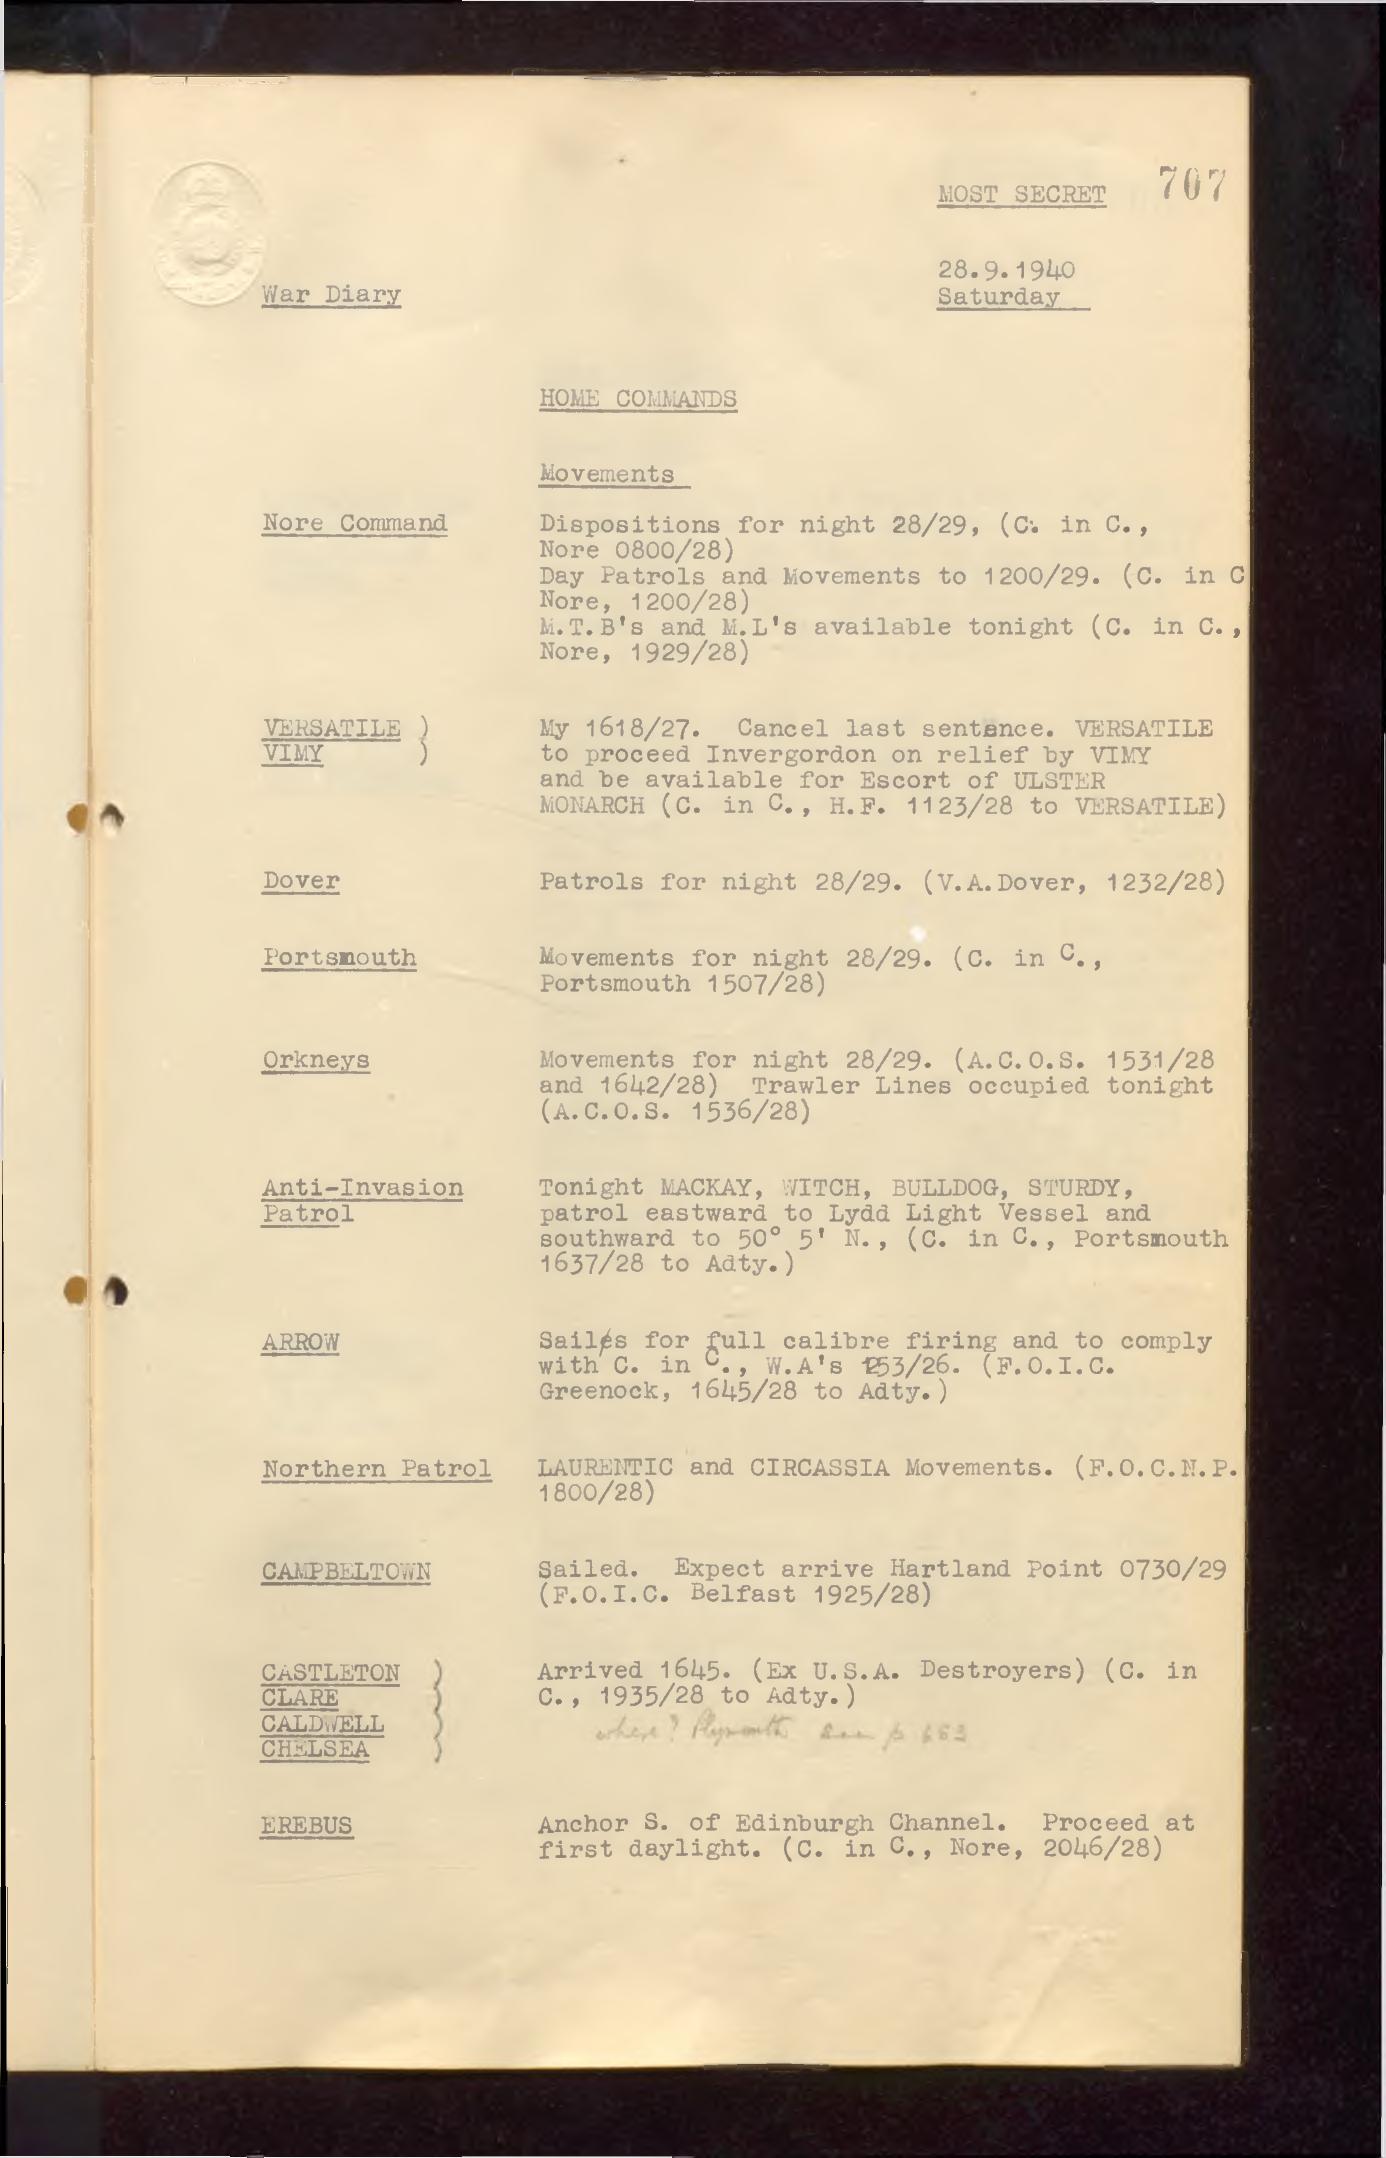 MOST SECRET 707
28.9.1940
War Diary Saturday
HOME COMMANDS
Movements
Nore Command Dispositions for night 28/29, (C. in C.,
Nore 0800/28)
Day Patrols and Movements to 1200/29. (C. in C
Nore, 1200/28)
M.T.B's and M.L's available tonight (C. in C.,
Nore, 1929/28)
VERSATILE ) My 1618/27. Cancel last sentence. VERSATILE
VIMY ) to proceed Invergordon on relief by VIMY
and be available for Escort of ULSTER
MONARCH (C. in C., H.F. 1123/28 to VERSATILE)
Dover Patrols for night 28/29. (V.A.Dover, 1232/28)
Portsmouth Movements for night 28/29. (C. in C.,
Portsmouth 1507/28)
Orkneys Movements for night 28/29. (A.C.O.S. 1531/28
and 1642/28) Trawler Lines occupied tonight
(A.C.O.S. 1536/28)
Anti-Invasion Tonight MACKAY, WITCH, BULLDOG, STURDY,
Patrol patrol eastward to Lydd Light Vessel and
southward to 50° 5' N., (C. in C., Portsmouth
1637/28 to Adty.)
ARROW Sails for full calibre firing and to comply
with C. in C., W.A's (F.O.I.C.
Greenock, 1645/28 to Adty.)
Northern Patrol LAURENTIC and CIRCASSIA Movements. (F.O.C.N.P.
1800/28)
CAMPBELTOWN Sailed. Expect arrive Hartland Point 0730/29
(F.O.I.C. Belfast 1925/28)
CASTLETON ) Arrived 1645. (Ex U.S.A. Destroyers) (C. in
CLARE ) C., 1935/28 to Adty.)
CALDWELL ) where? Plymouth see p
CHELSEA )
EREBUS Anchor S. of Edinburgh Channel. Proceed at
first daylight. (C. in C., Nore, 2046/28)